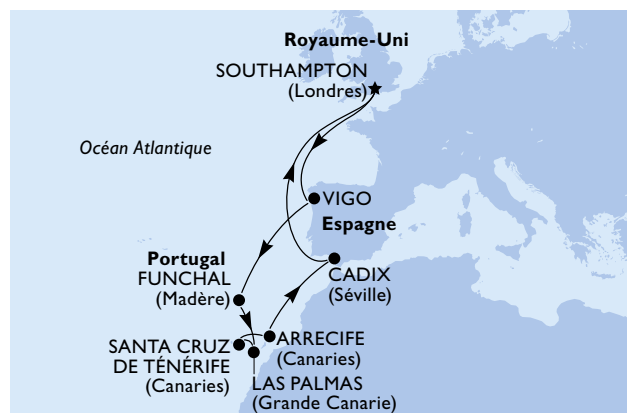 Royaume-Uni
SOUTHAMPTON
(Londres)
Océan Atlantique
VIGO
Espagne
Portugal
FUNCHAL
(Madère)
CADIX
(Séville)
SANTA CRUZ
DE TÉNÉRIFE
(Canaries)
ARRECIFE
(Canaries)
LAS PALMAS
(Grande Canarie)